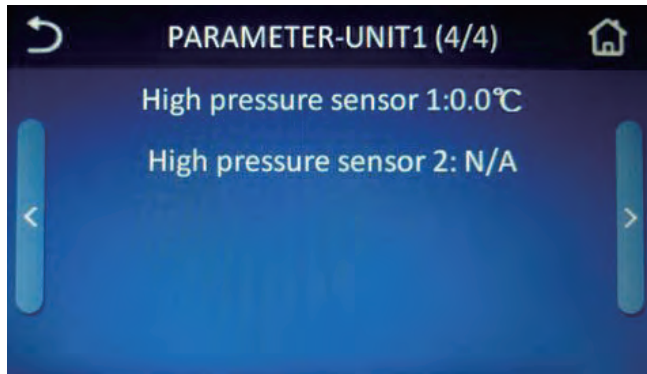 PARAMETER-UNIT1 (4/4)
High pressure sensor 1:0.0℃
High pressure sensor 2: N/A
<
>